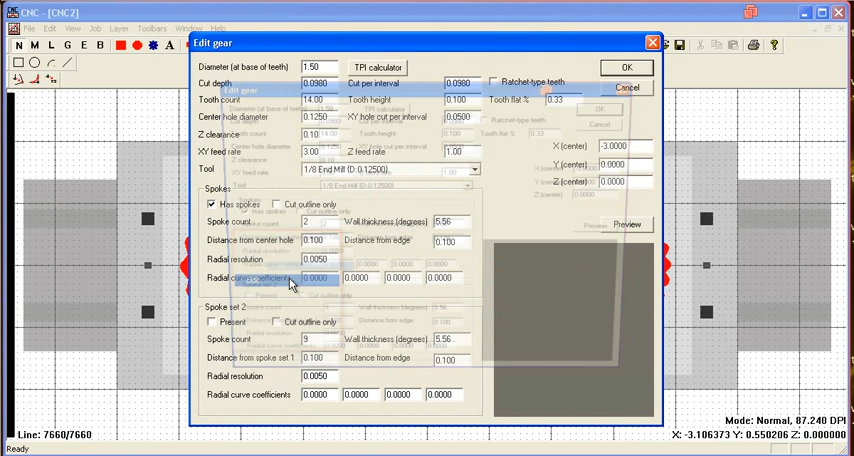 CNC - [CNC2]
File Edit View Job Layer Toolbars Window
N M L G E B A
Edit gear
Diameter (at base of teeth) 1.50 TPI calculator
Cut depth 0.0980 Cut per interval 0.0980 Ratchet-type teeth
Tooth count 14.00 Tooth height 0.100 Tooth flat % 0.33
Center hole diameter 0.1250 XY hole cut per interval 0.0500
Z clearance 0.10
XY feed rate 3.00 Z feed rate 1.00
Tool 1/8 End Mill (D:0.12500)
OK
Cancel
X (center) -3.0000
Y (center) 0.0000
Z (center) 0.0000
Preview
Spokes
Has spokes Cut outline only
Spoke count 2 Wall thickness (degrees) 5.56
Distance from center hole 0.100 Distance from edge 0.100
Radial resolution 0.0050
Radial curve coefficients 0.0000 0.0000 0.0000 0.0000
Spoke set 2
Present Cut outline only
Spoke count 9 Wall thickness (degrees) 5.56
Distance from spoke set 1 0.100 Distance from edge 0.100
Radial resolution 0.0050
Radial curve coefficients 0.0000 0.0000 0.0000 0.0000
Mode: Normal, 87.240 DPI
Line: 7660/7660
X: -3.106373 Y: 0.550206 Z: 0.000000
Ready